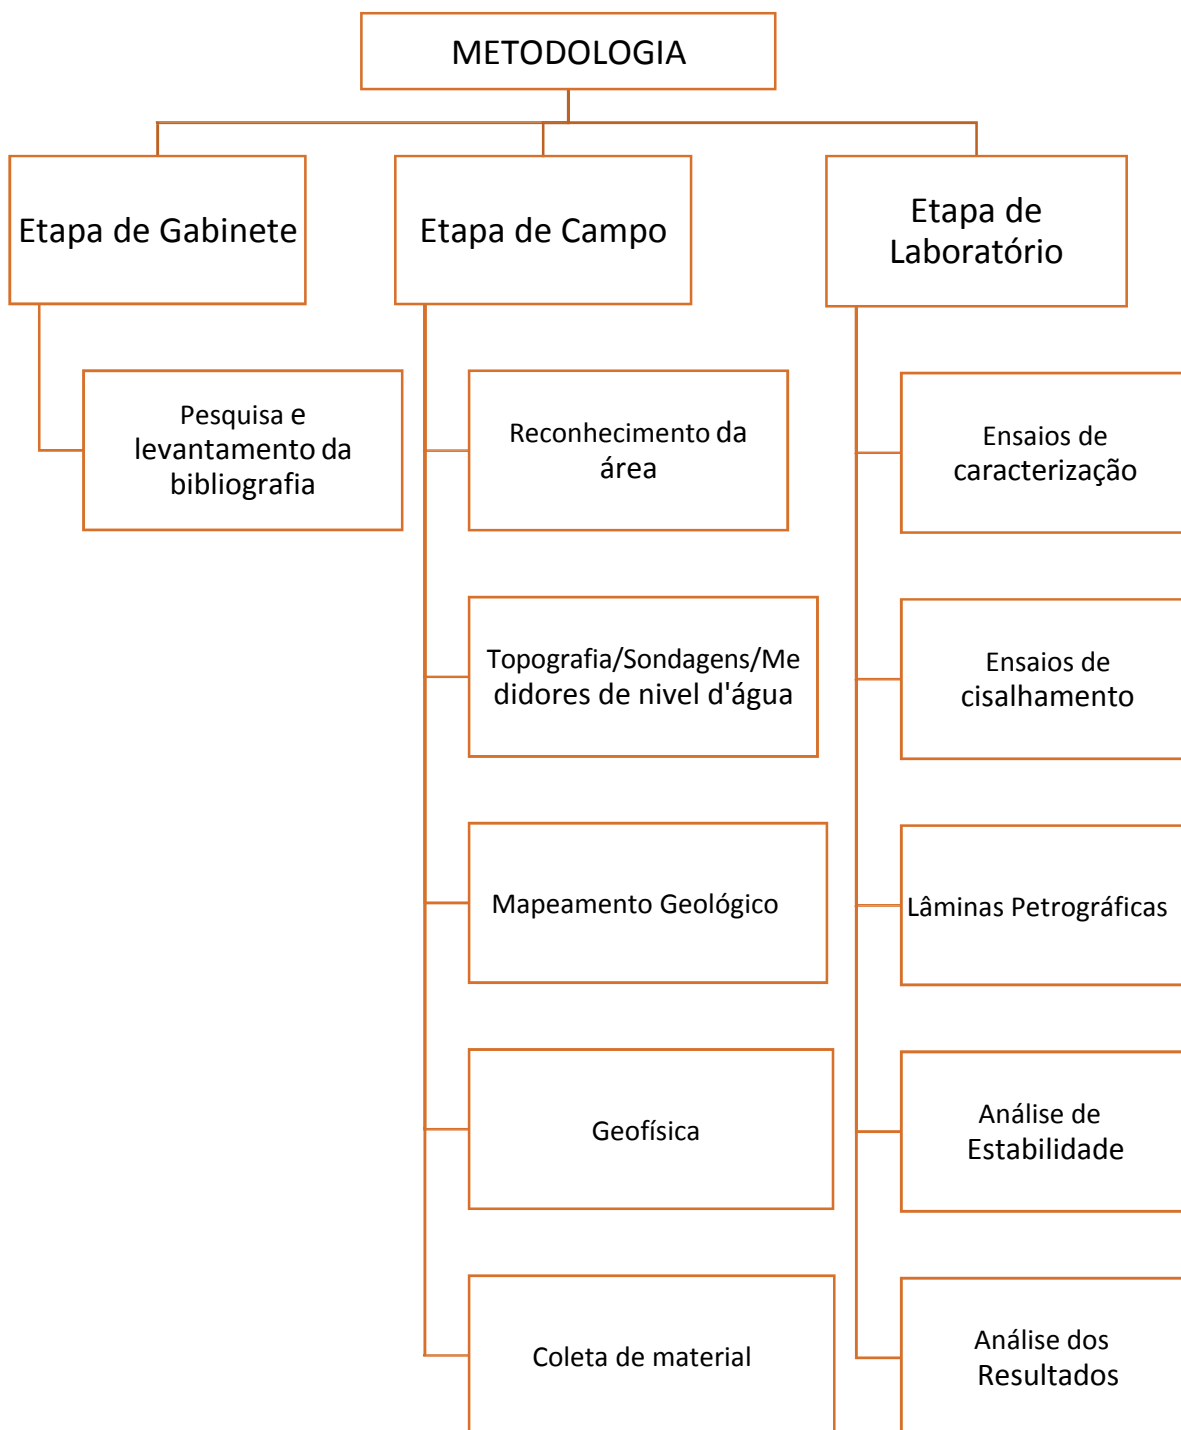 METODOLOGIA
Etapa de Gabinete
Pesquisa e
levantamento da
bibliografia
Etapa de Campo
Reconhecimento da
área
Topografia/Sondagens/Me
didores de nivel d'água
Mapeamento Geológico
Geofísica
Coleta de material
Etapa de
Laboratório
Ensaios de
caracterização
Ensaios de
cisalhamento
Lâminas Petrográficas
Análise de
Estabilidade
Análise dos
Resultados